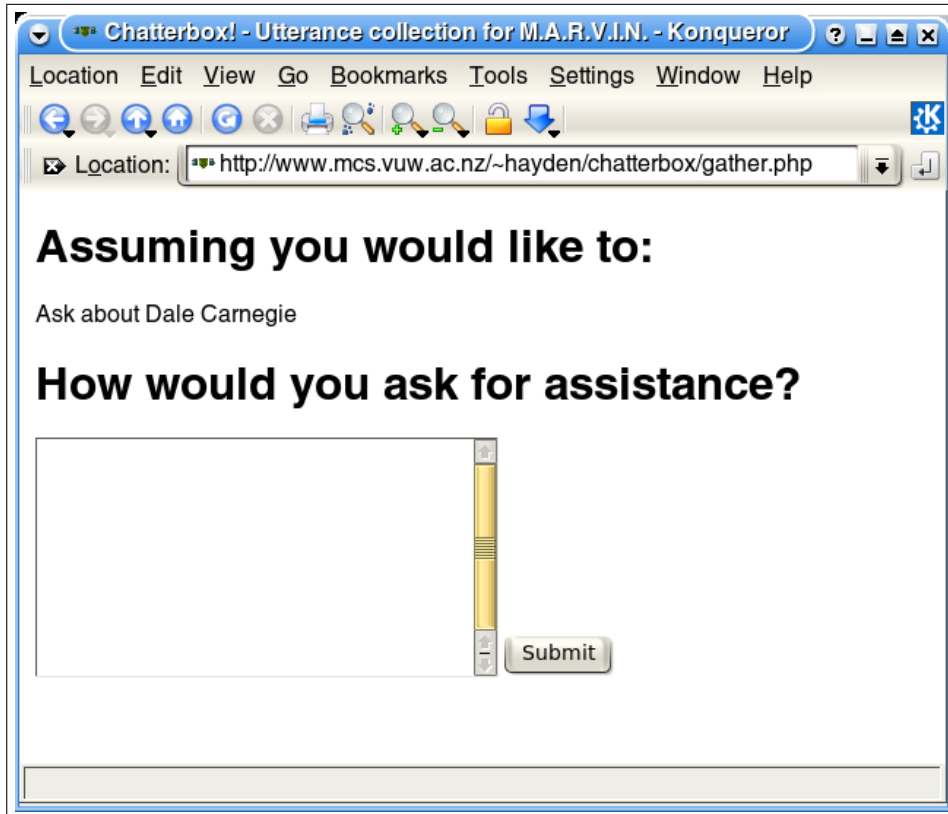 Chatterbox! - Utterance collection for M.A.R.V.I.N. - Konqueror
Location Edit View Go Bookmarks Tools Settings Window Help
Location: http://www.mcs.vuw.ac.nz/~hayden/chatterbox/gather.php
Assuming you would like to:
Ask about Dale Carnegie
How would you ask for assistance?
Submit